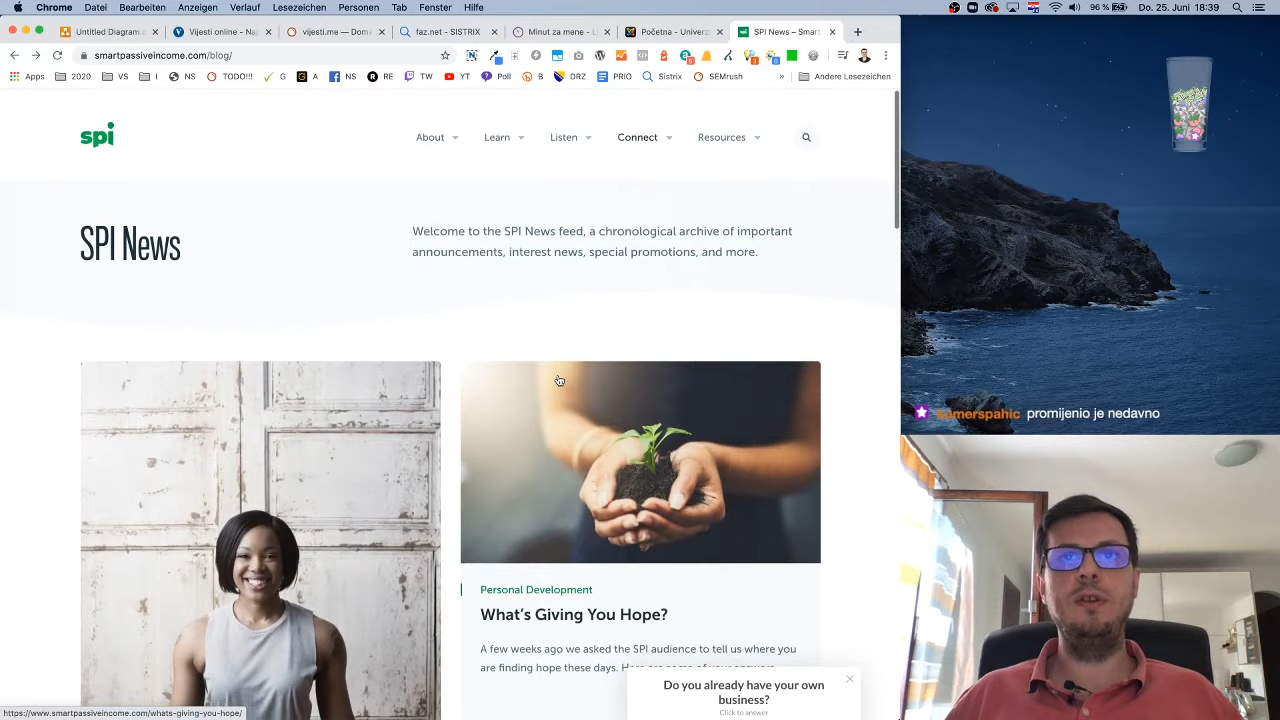 Chrome Datei Bearbeiten Anzeigen Verlauf Lesezeichen Personen Tab Fenster Hilfe
96 % Do. 25. Juni 18:39
Untitled Diagram.d
Vijesti online - Naj
vijesti.me — Doma
faz.net - SISTRIX
Minut za mene - L
Početna - Univerz
SPI News – Smart
smartpassiveincome.com/blog/
Apps 2020 VS I NS TODO!!! G A NS RE TW YT Poll B DRZ PRIO Sistrix SEMrush » Andere Lesezeichen
spi
About Learn Listen Connect Resources
SPI News
Welcome to the SPI News feed, a chronological archive of important
announcements, interest news, special promotions, and more.
Personal Development
What's Giving You Hope?
A few weeks ago we asked the SPI audience to tell us where you
are finding hope these days.
Do you already have your own
business?
Click to answer
https://www.smartpassiveincome.com/whats-giving-you-hope/
promijenio je nedavno